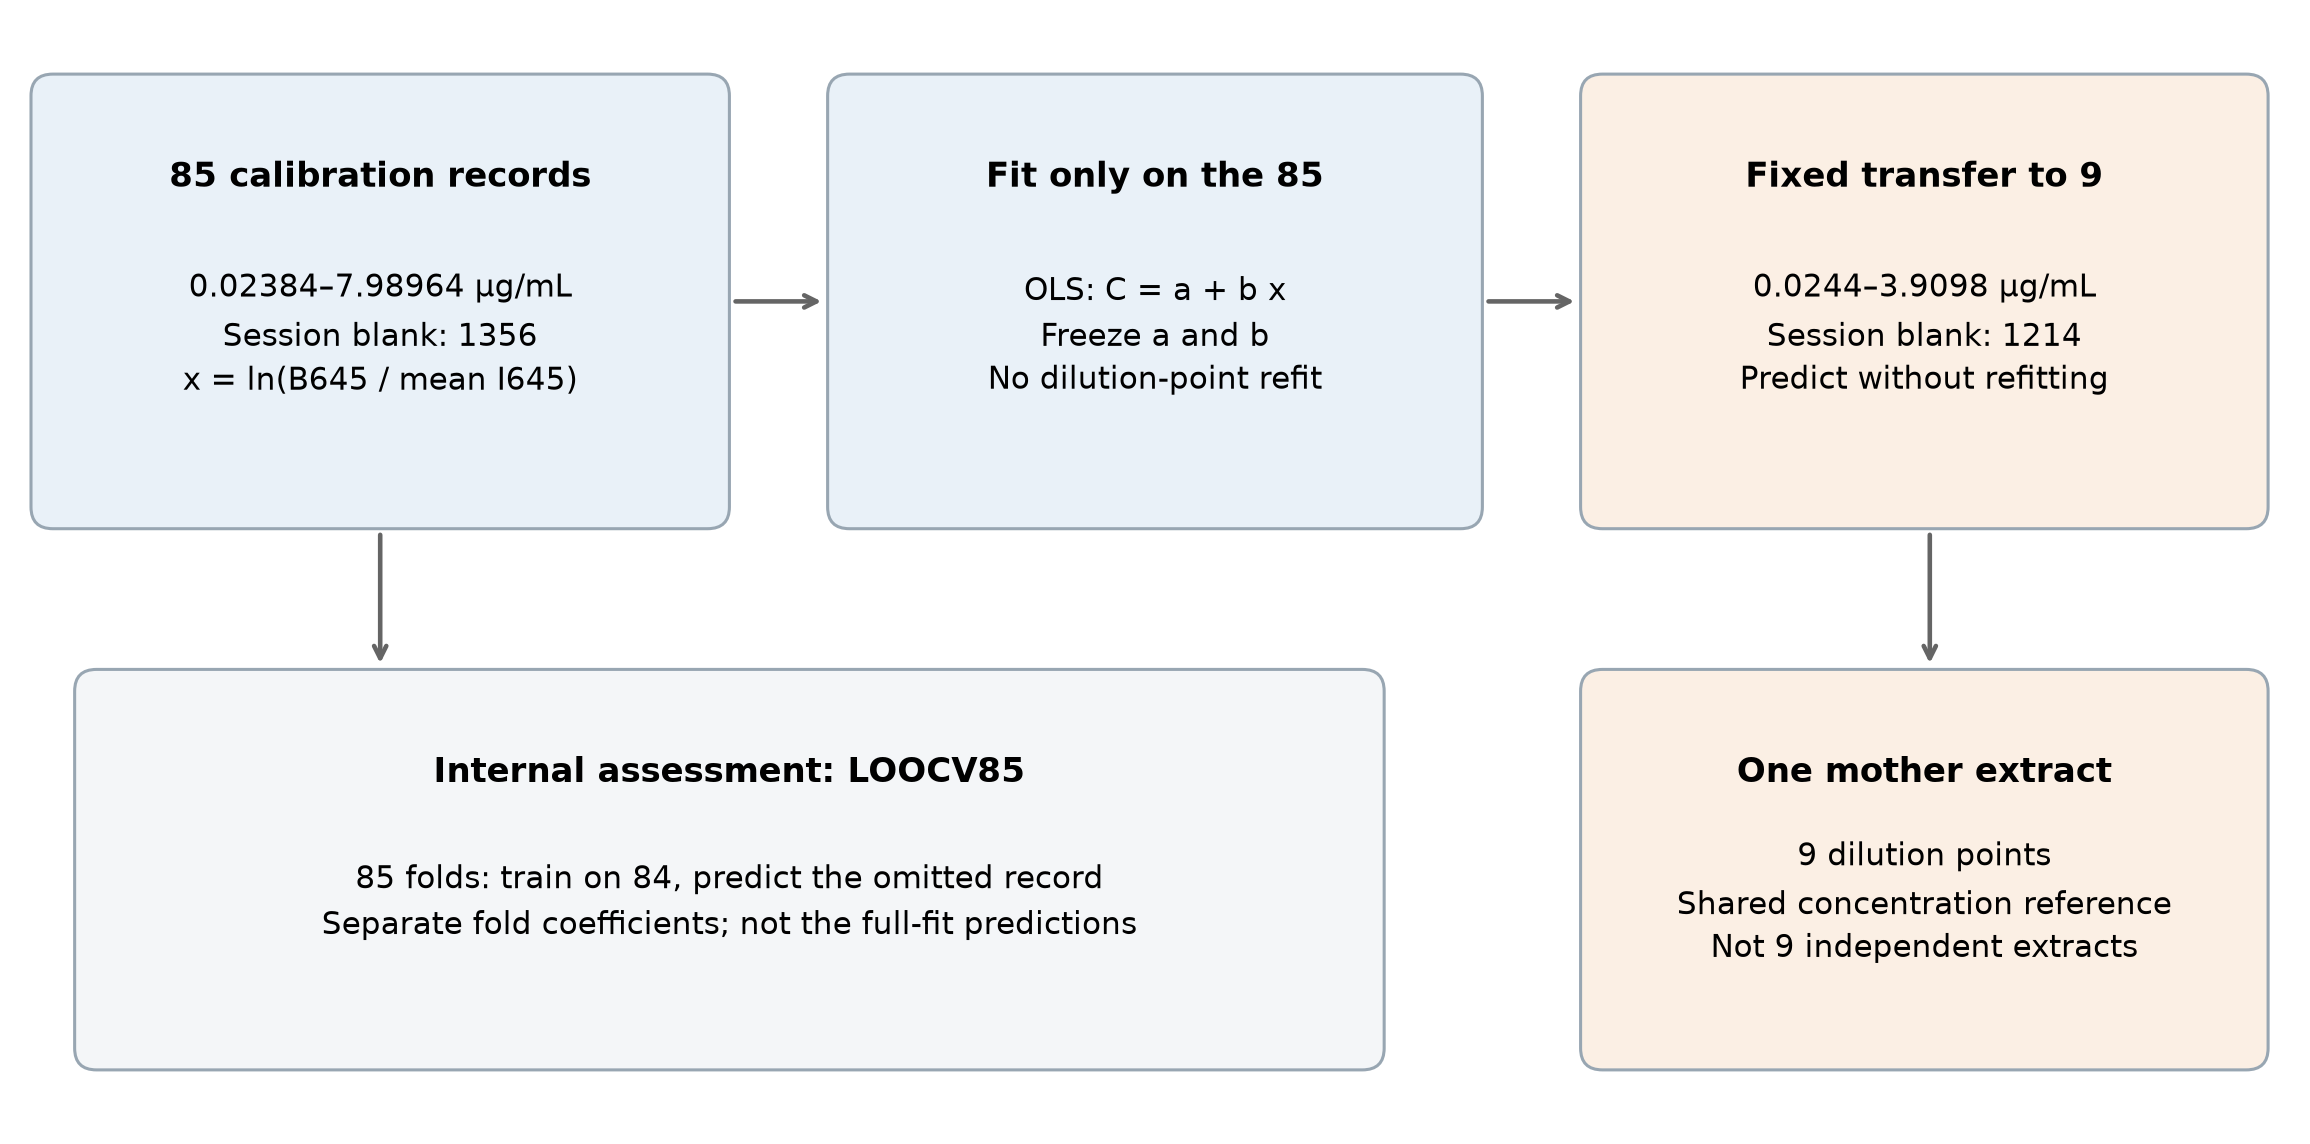 85 calibration records
0.02384–7.98964 µg/mL
Session blank: 1356
x = ln(B645 / mean I645)
Fit only on the 85
OLS: C = a + b x
Freeze a and b
No dilution-point refit
Fixed transfer to 9
0.0244–3.9098 µg/mL
Session blank: 1214
Predict without refitting
Internal assessment: LOOCV85
85 folds: train on 84, predict the omitted record
Separate fold coefficients; not the full-fit predictions
One mother extract
9 dilution points
Shared concentration reference
Not 9 independent extracts